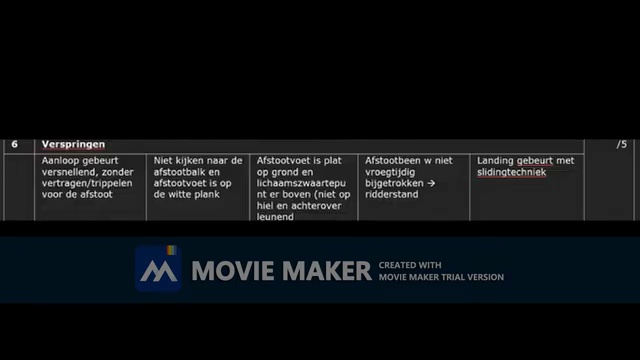 6 Verspringen /5
Aanloop gebeurt
versnellend, zonder
vertragen/trippelen
voor de afstoot
Niet kijken naar de
afstootbalk en
afstootvoet is op
de witte plank
Afstootvoet is plat
op grond en
lichaamszwaartepu
nt er boven (niet op
hiel en achterover
leunend
Afstootbeen w niet
vroegtijdig
bijgetrokken →
ridderstand
Landing gebeurt met
slidingtechniek
MOVIE MAKER
CREATED WITH
MOVIE MAKER TRIAL VERSION